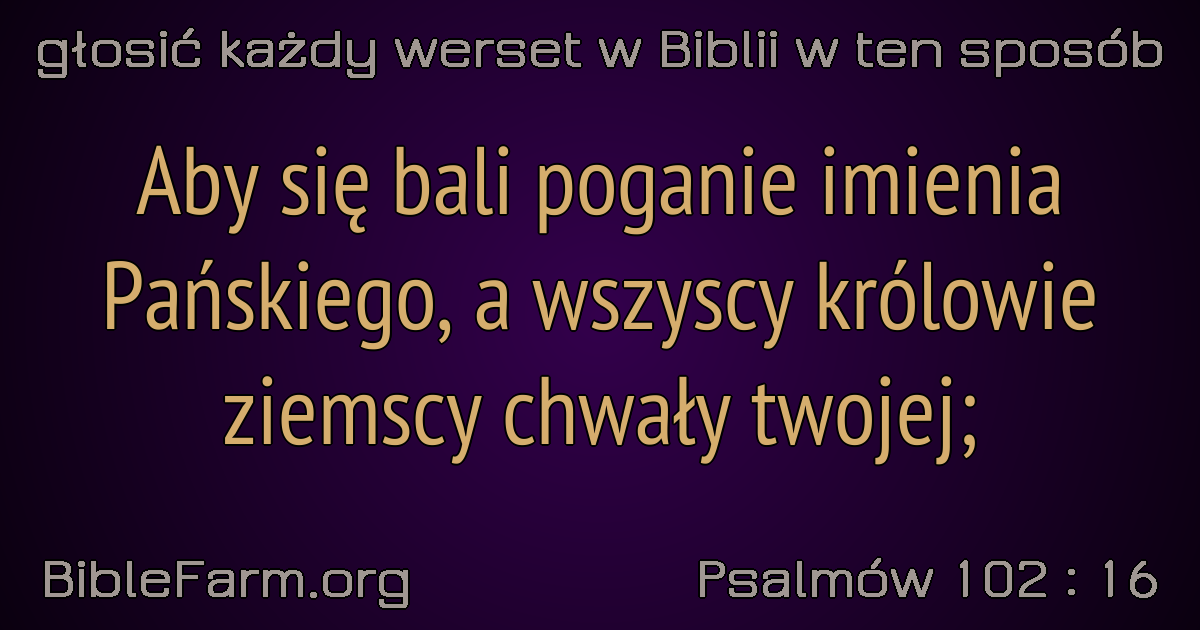 głosić każdy werset w Biblii w ten sposób
Aby się bali poganie imienia
Pańskiego, a wszyscy królowie
ziemscy chwały twojej;
BibleFarm.org
Psalmów 102 : 16